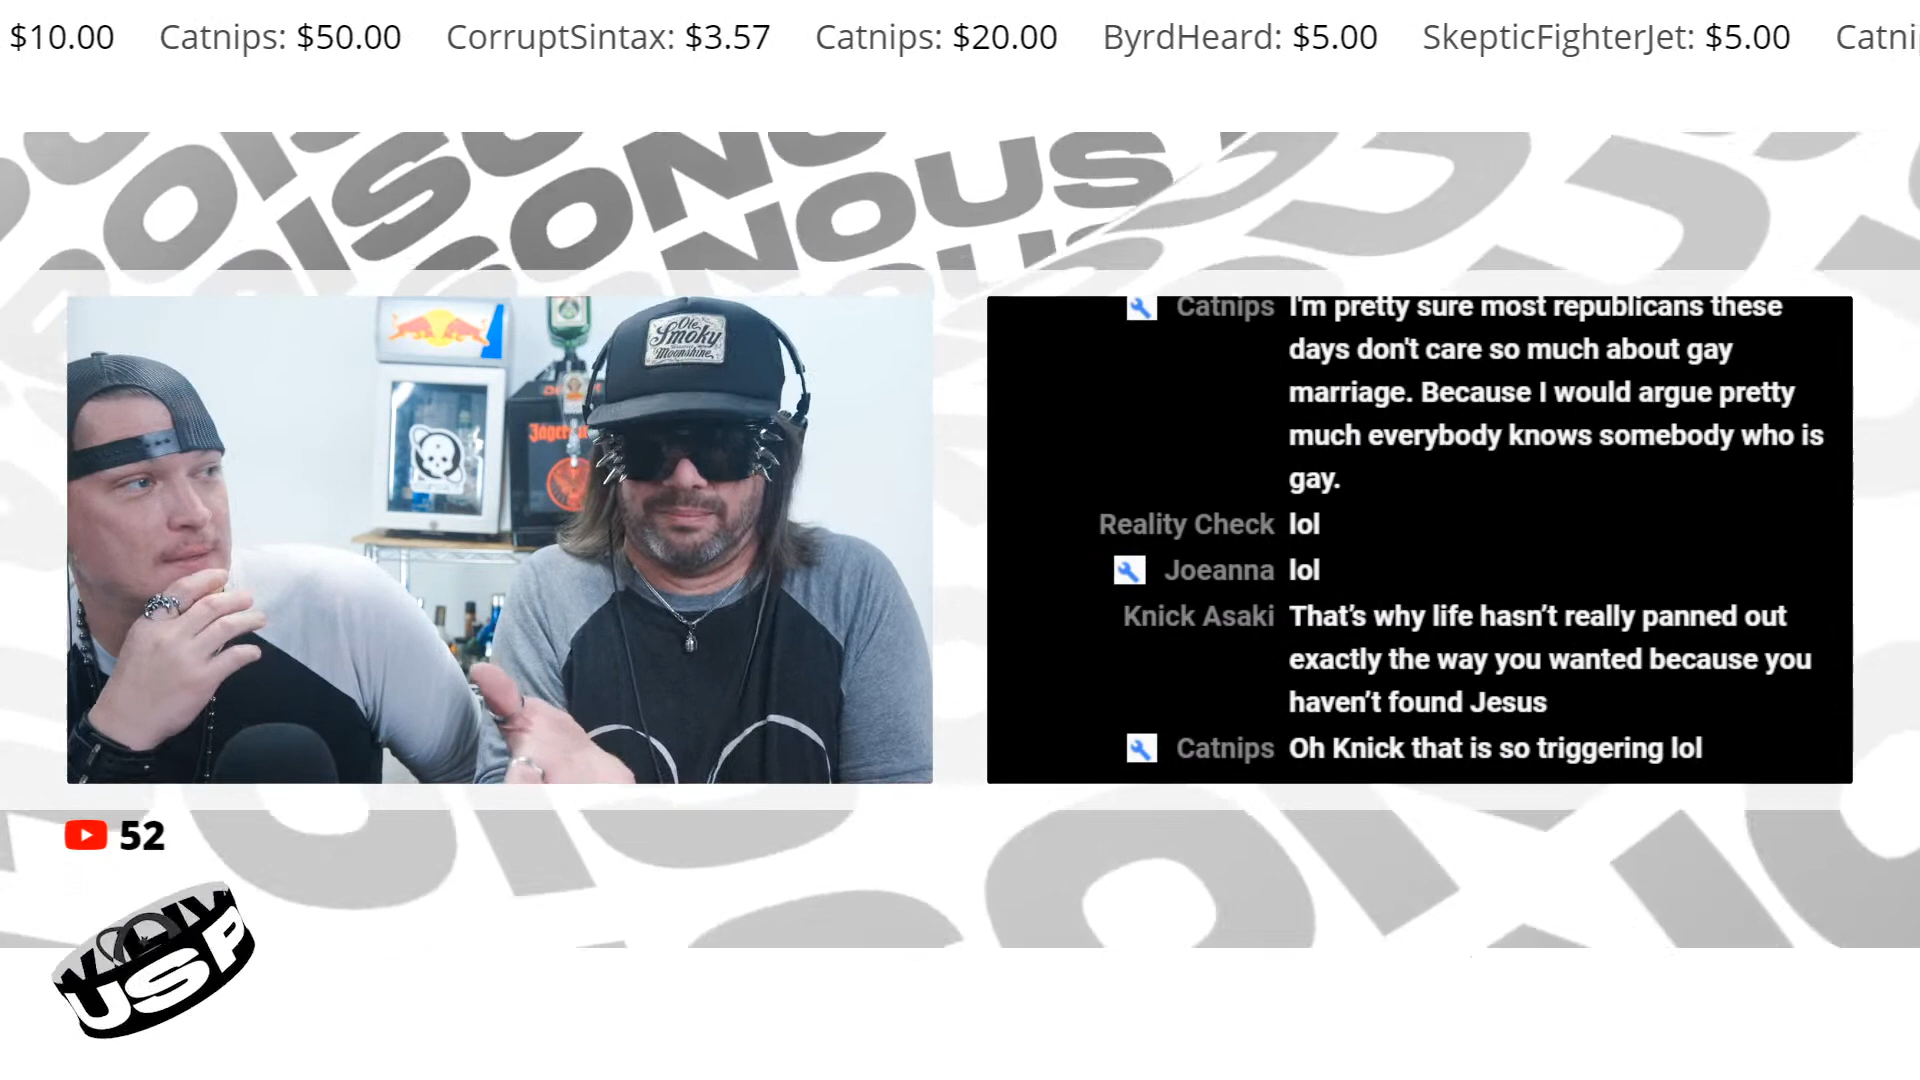 $10.00 Catnips: $50.00 CorruptSintax: $3.57 Catnips: $20.00 ByrdHeard: $5.00 SkepticFighterJet: $5.00
NOUS
Ole
Smoky
Moonshine
Catnips I'm pretty sure most republicans these
days don't care so much about gay
marriage. Because I would argue pretty
much everybody knows somebody who is
gay.
Reality Check lol
Joeanna lol
Knick Asaki That’s why life hasn’t really panned out
exactly the way you wanted because you
haven’t found Jesus
Catnips Oh Knick that is so triggering lol
52
USP